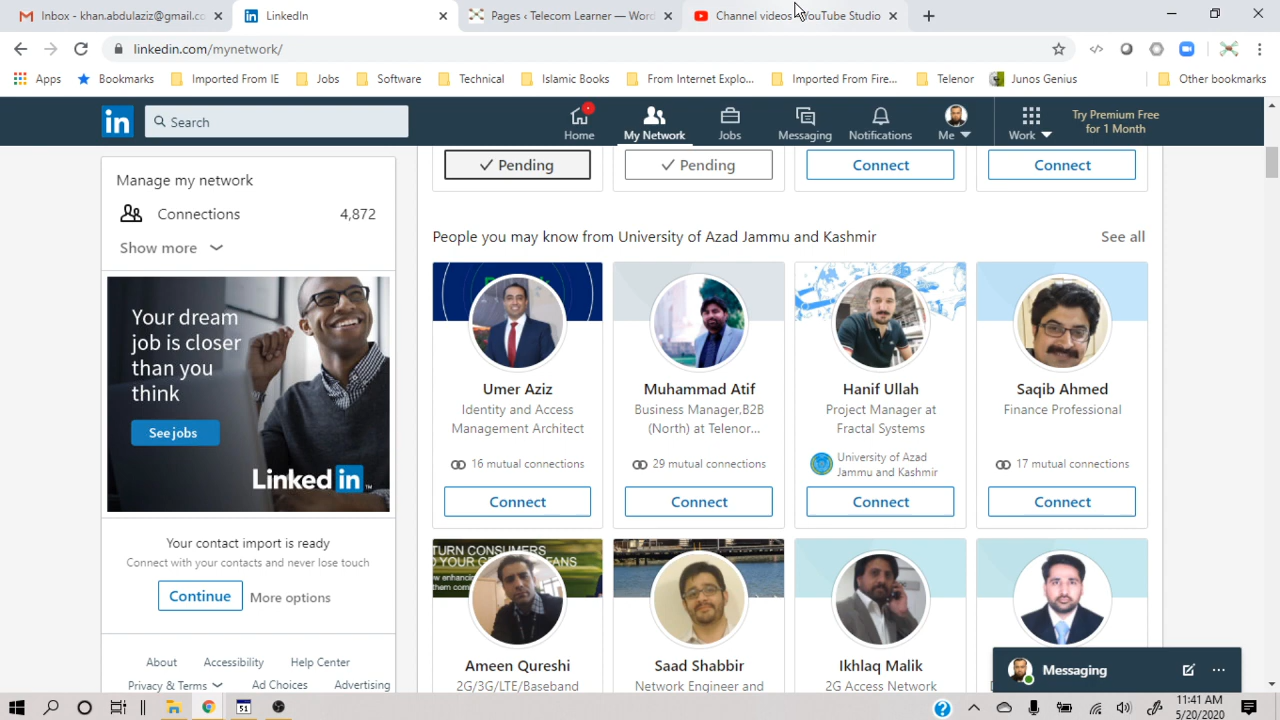 Inbox - khan.abdulaziz@gmail.co
LinkedIn
Pages ‹ Telecom Learner — Word
Channel videos - YouTube Studio
linkedin.com/mynetwork/
Apps
Bookmarks
Imported From IE
Jobs
Software
Technical
Islamic Books
From Internet Explo...
Imported From Fire...
Telenor
Junos Genius
Other bookmarks
in
Search
Home
My Network
Jobs
Messaging
Notifications
Me
Work
Try Premium Free
for 1 Month
Pending
Pending
Connect
Connect
Manage my network
Connections 4,872
Show more
Your dream
job is closer
than you
think
See jobs
Linked in
Your contact import is ready
Connect with your contacts and never lose touch
Continue
More options
About
Accessibility
Help Center
Privacy & Terms
Ad Choices
Advertising
People you may know from University of Azad Jammu and Kashmir
See all
Umer Aziz
Identity and Access
Management Architect
16 mutual connections
Connect
Muhammad Atif
Business Manager,B2B
(North) at Telenor...
29 mutual connections
Connect
Hanif Ullah
Project Manager at
Fractal Systems
University of Azad
Jammu and Kashmir
Connect
Saqib Ahmed
Finance Professional
17 mutual connections
Connect
TURN CONSUMERS
Ameen Qureshi
2G/3G/LTE/Baseband
Saad Shabbir
Network Engineer and
Ikhlaq Malik
2G Access Network
Messaging
51
11:41 AM
5/20/2020